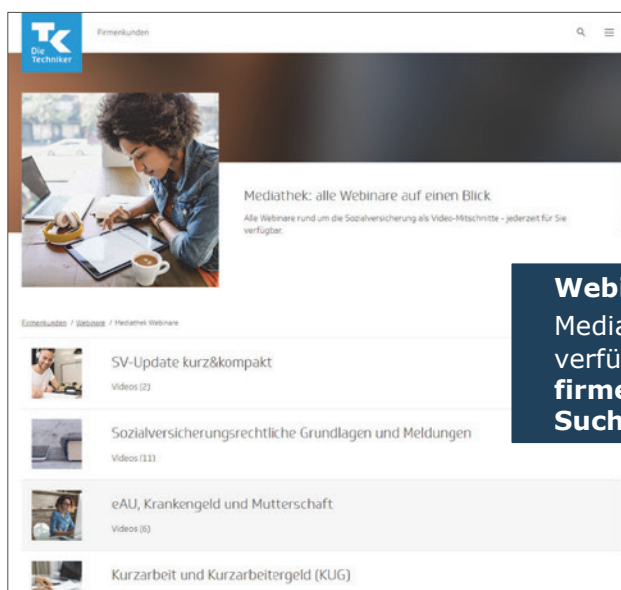 TK
Die
Techniker
Firmenkunden
Mediathek: alle Webinare auf einen Blick
Alle Webinare rund um die Sozialversicherung als Video-Mitschnitte - jederzeit für Sie
verfügbar.
Firmenkunden / Webinare / Mediathek Webinare
SV-Update kurz&kompakt
Videos (2)
Sozialversicherungsrechtliche Grundlagen und Meldungen
Videos (11)
eAU, Krankengeld und Mutterschaft
Videos (6)
Kurzarbeit und Kurzarbeitergeld (KUG)